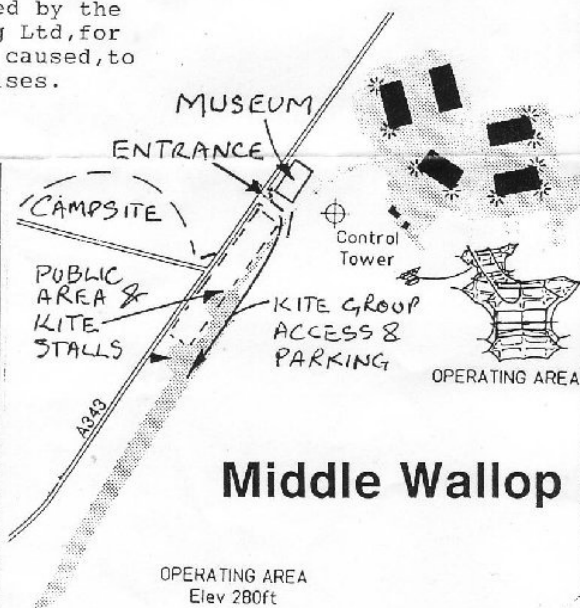 ed by the
g Ltd,for
caused,to
ises.
MUSEUM
ENTRANCE
CAMPSITE
Control
Tower
PUBLIC
AREA &
KITE
STALLS
KITE GROUP
ACCESS &
PARKING
OPERATING AREA
A343
Middle Wallop
OPERATING AREA
Elev 280ft